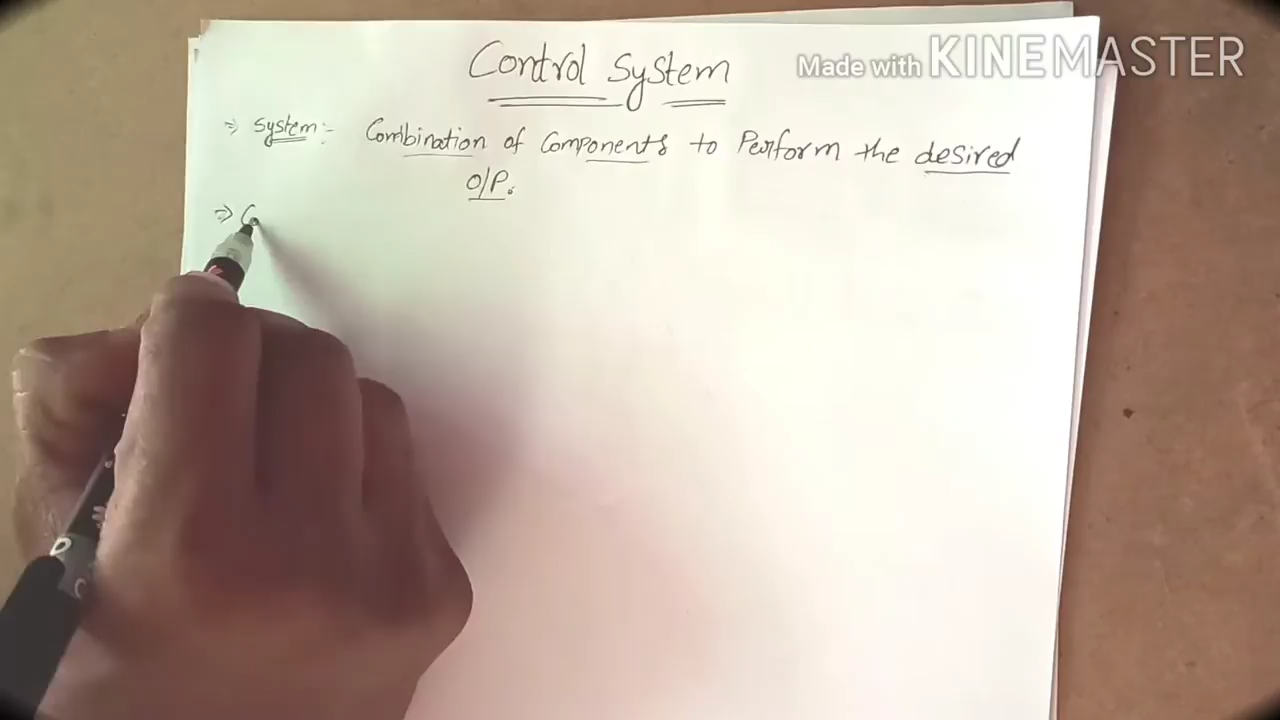 Control System
Made with KINEMASTER
⇒ System:- Combination of Components to Perform the desired
O/P.
⇒ C